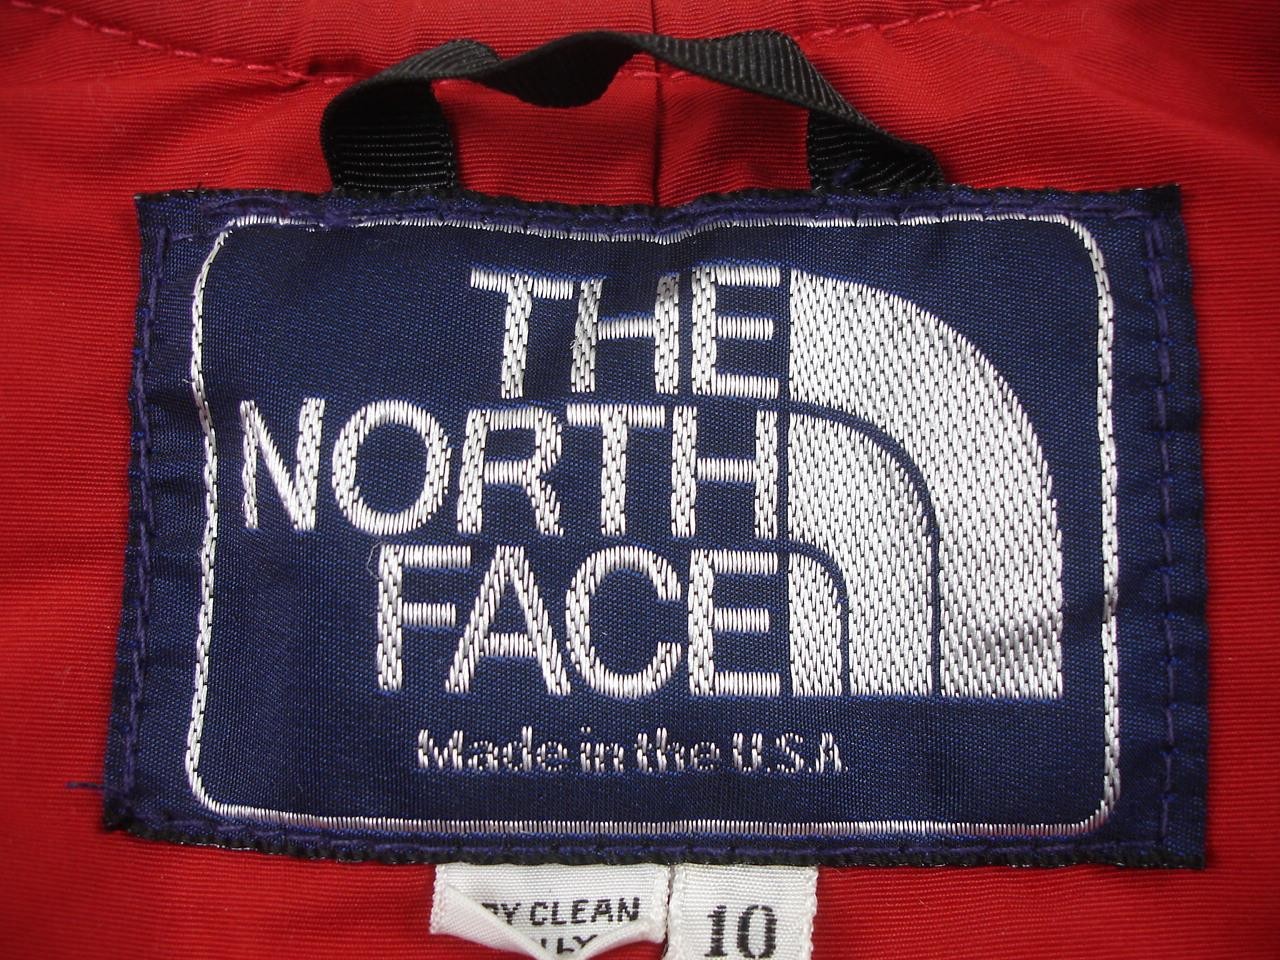 THE
NORTH
FACE
Made in the U.S.A.
CLEAN
10